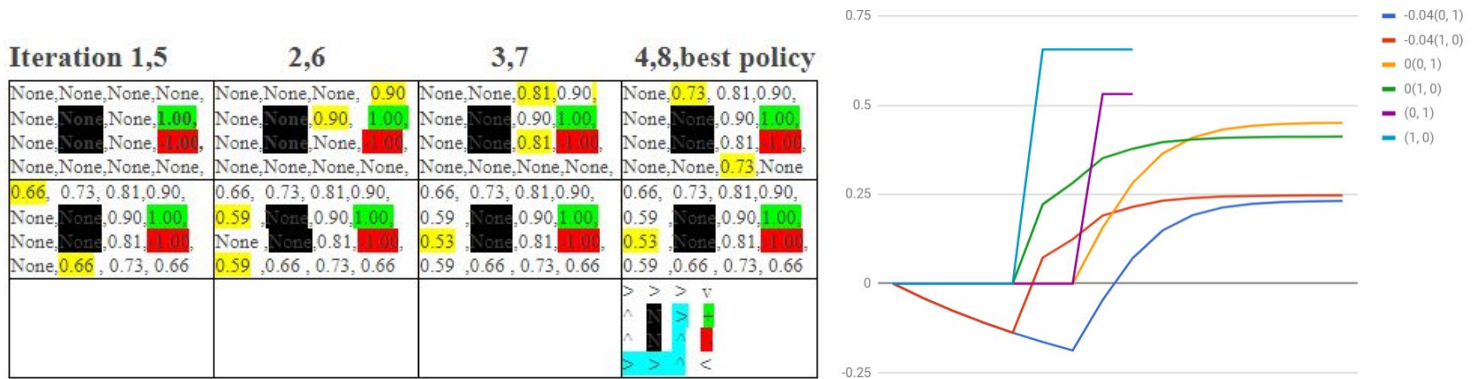 Iteration 1,5 2,6 3,7 4,8,best policy
None,None,None,None, None,None,None, 0.90 None,None,0.81,0.90, None,0.73, 0.81,0.90,
None,None,None,1.00, None,None,0.90, 1.00, None,None,0.90,1.00, None,None,0.90,1.00,
None,None,None,-1.00, None,None,None,-1.00, None,None,0.81,-1.00, None,None,0.81,-1.00,
None,None,None,None, None,None,None,None, None,None,None,None, None,None,0.73,None
0.66, 0.73, 0.81,0.90, 0.66, 0.73, 0.81,0.90, 0.66, 0.73, 0.81,0.90, 0.66, 0.73, 0.81,0.90,
None,None,0.90,1.00, 0.59 ,None,0.90,1.00, 0.59 ,None,0.90,1.00, 0.59 ,None,0.90,1.00,
None,None,0.81,-1.00, None ,None,0.81,-1.00, 0.53 ,None,0.81,-1.00, 0.53 ,None,0.81,-1.00,
None,0.66 , 0.73, 0.66 0.59 ,0.66 , 0.73, 0.66 0.59 ,0.66 , 0.73, 0.66 0.59 ,0.66 , 0.73, 0.66
> > > v
^ N > +
^ N ^
> > ^ <
0.75
0.5
0.25
0
-0.25
-0.04(0, 1)
-0.04(1, 0)
0(0, 1)
0(1, 0)
(0, 1)
(1, 0)